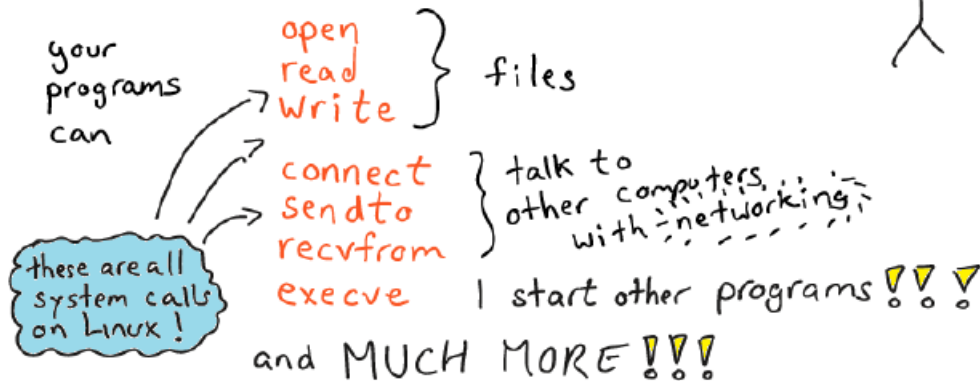 your
programs
can
open
read
write
files
connect
sendto
recvfrom
talk to
other computers
with networking
these are all
system calls
on Linux!
execve | start other programs!!!
and MUCH MORE!!!